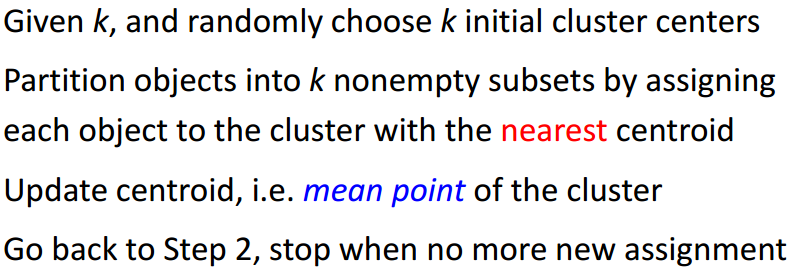 Given k, and randomly choose k initial cluster centers
Partition objects into k nonempty subsets by assigning
each object to the cluster with the nearest centroid
Update centroid, i.e. mean point of the cluster
Go back to Step 2, stop when no more new assignment